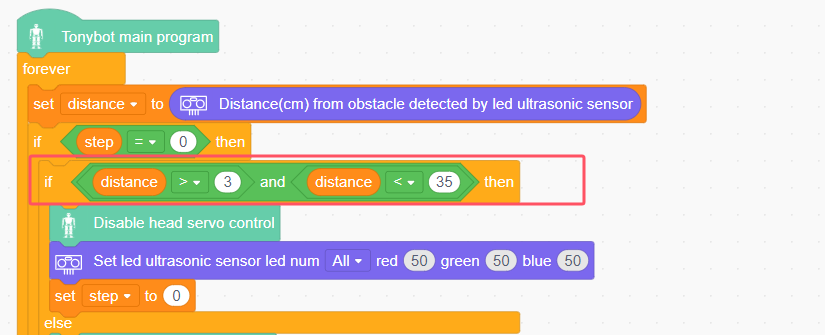 Tonybot main program
forever
set distance to Distance(cm) from obstacle detected by led ultrasonic sensor
if step = 0 then
if distance > 3 and distance < 35 then
Disable head servo control
Set led ultrasonic sensor led num All red 50 green 50 blue 50
set step to 0
else